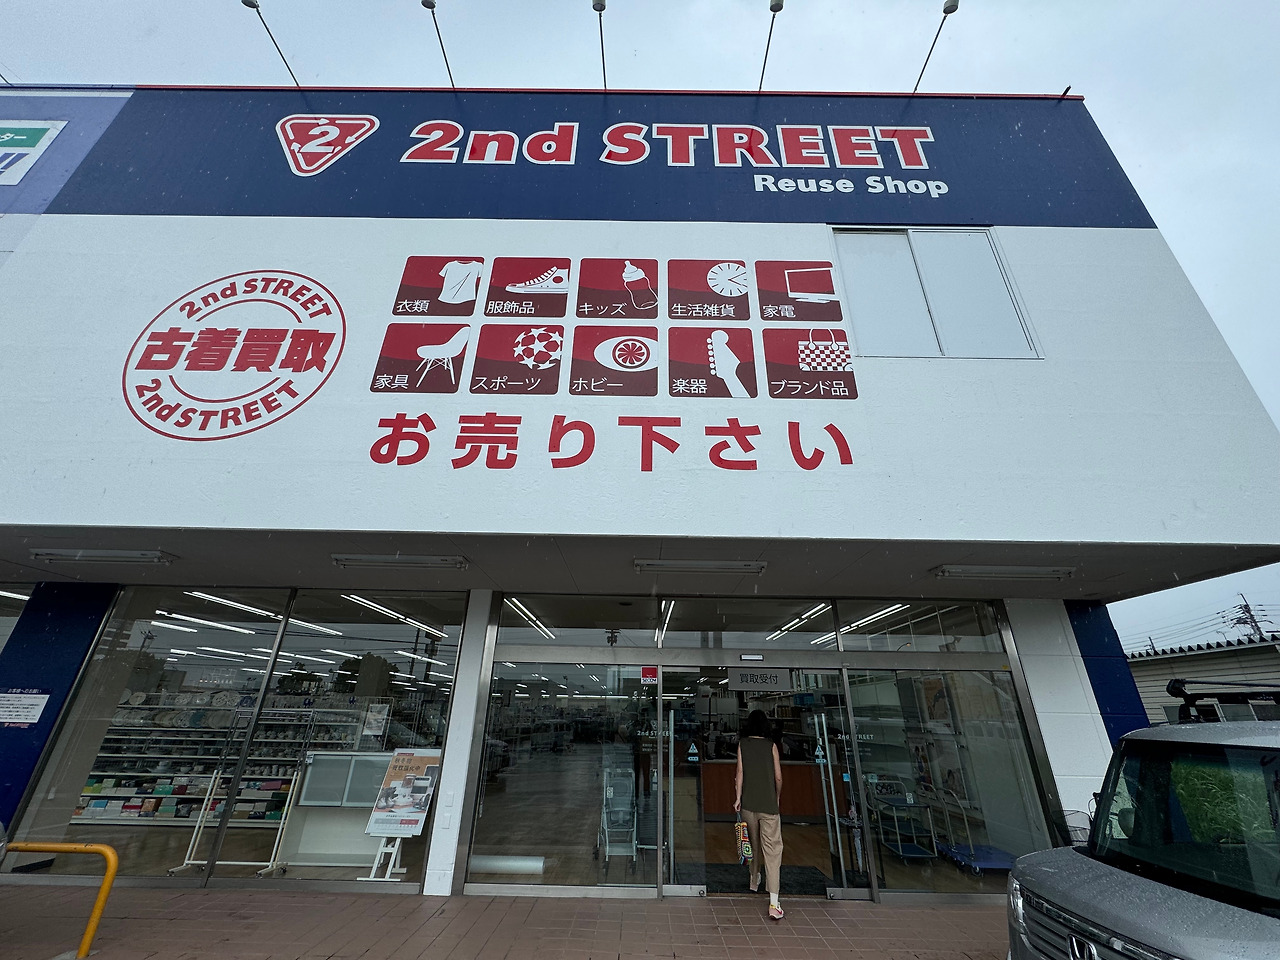 2
2nd STREET
Reuse Shop
2nd STREET
古着買取
2nd STREET
衣類
服飾品
キッズ
生活雑貨
家電
家具
スポーツ
ホビー
楽器
ブランド品
お売り下さい
買取受付
2nd STREET
2nd STREET
SECOM